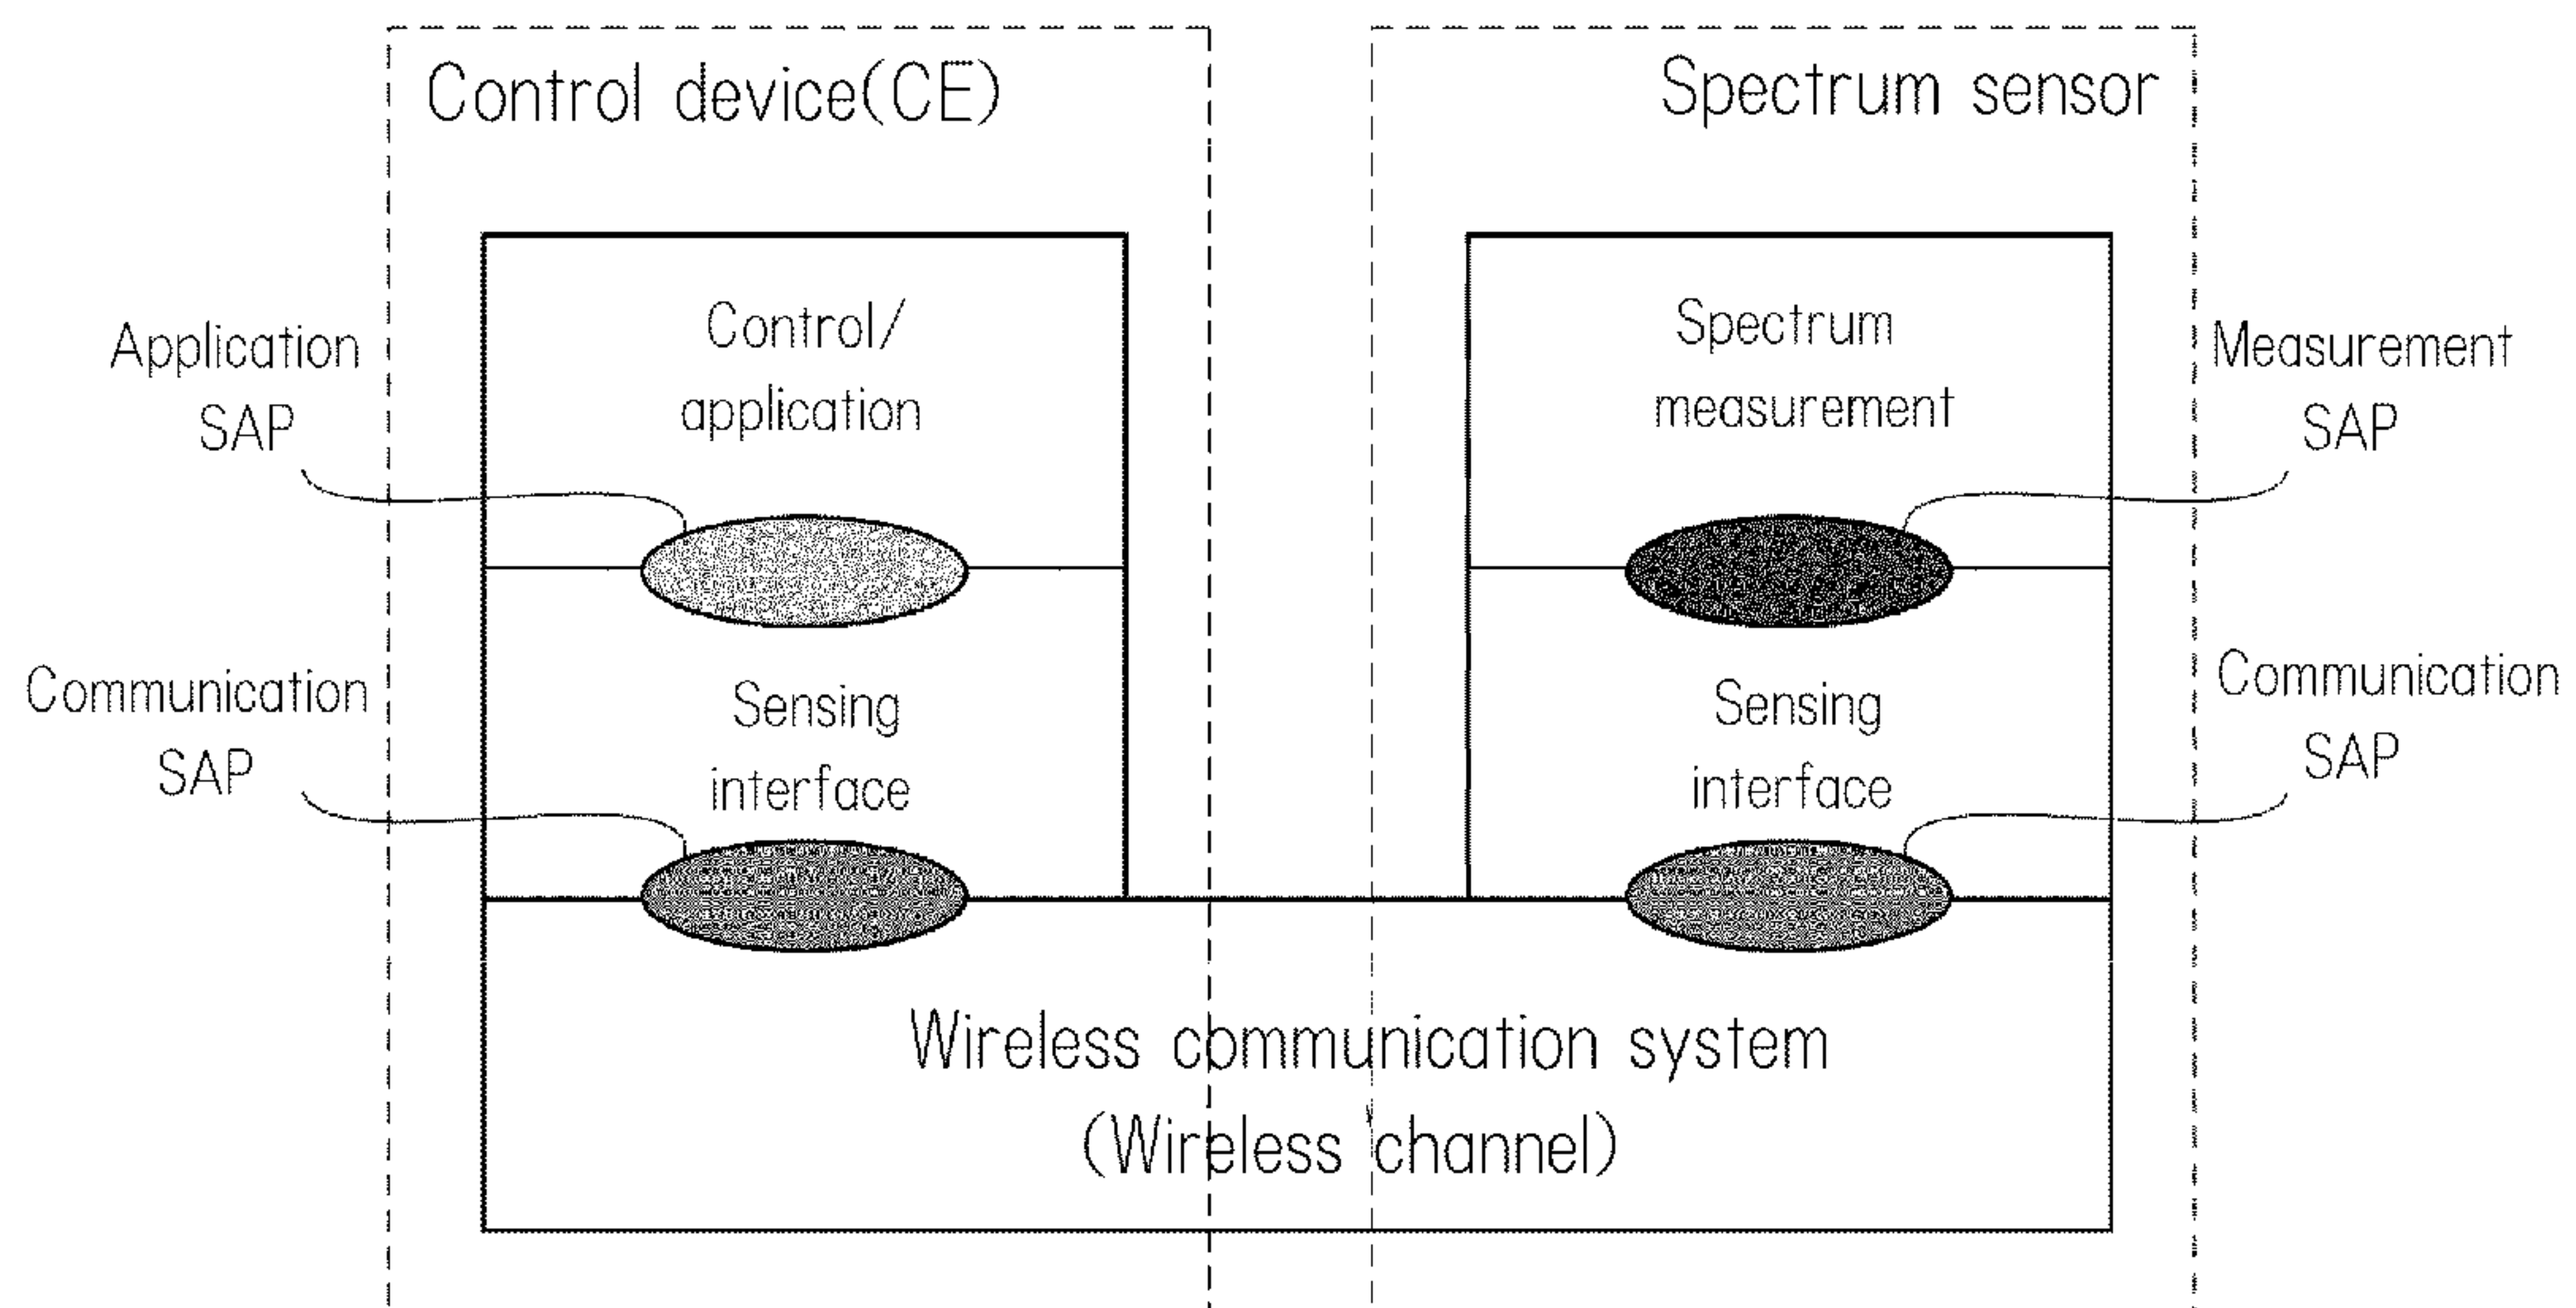 Control device(CE)
Spectrum sensor
Application
SAP
Control/
application
Spectrum
measurement
Measurement
SAP
Communication
SAP
Sensing
interface
Sensing
interface
Communication
SAP
Wireless communication system
(Wireless channel)